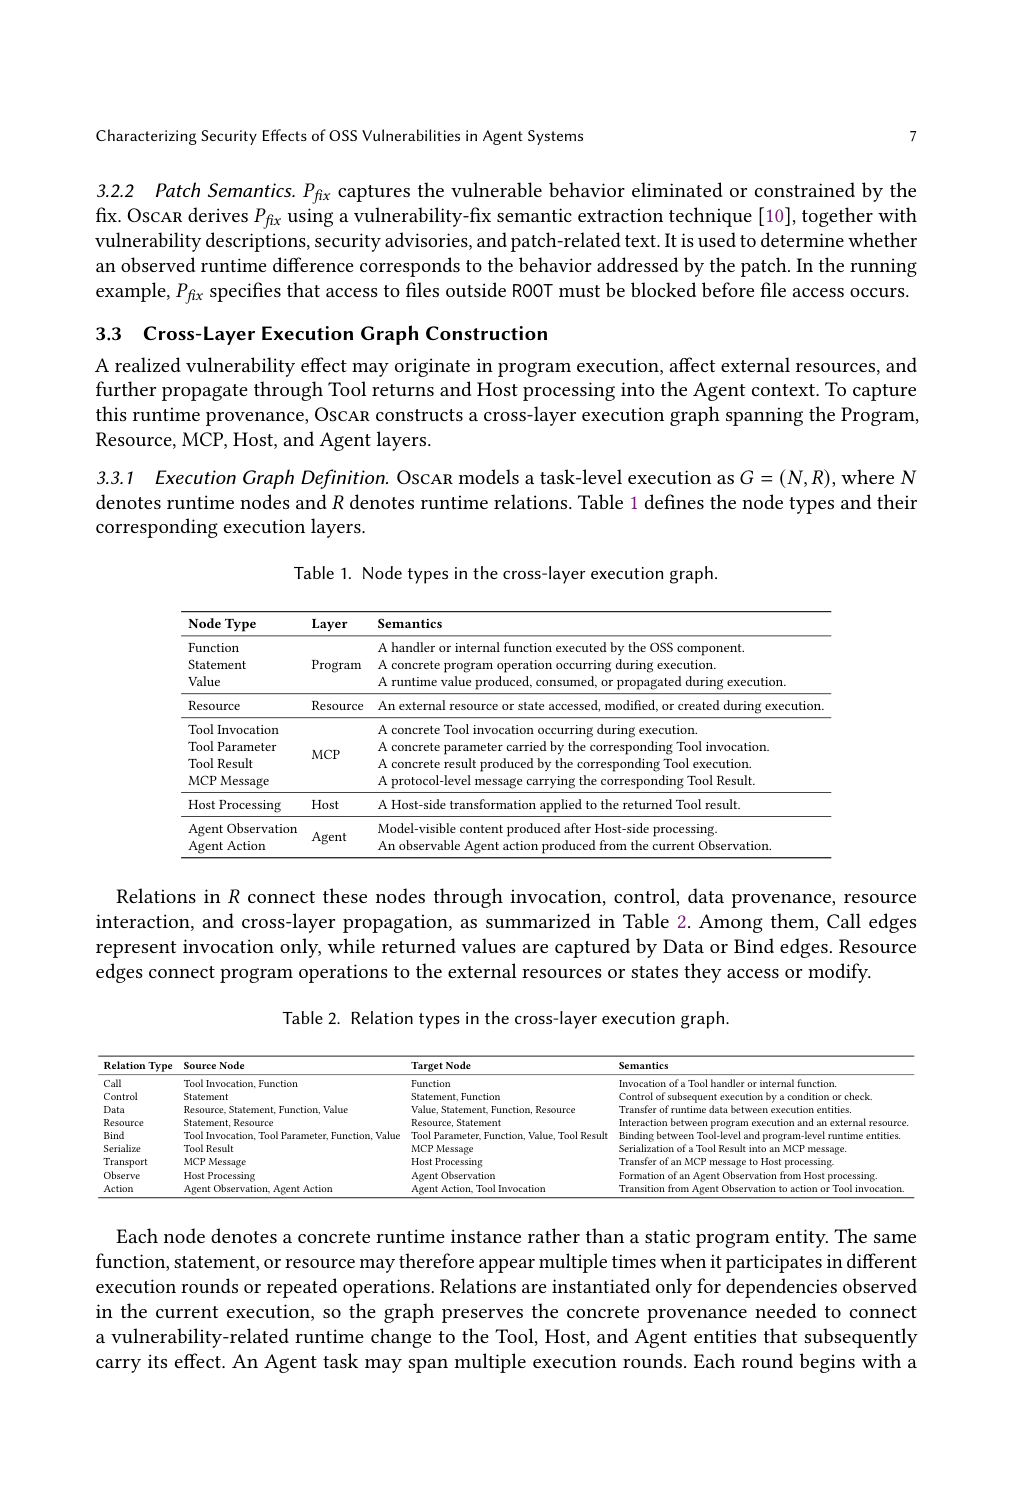 Characterizing Security Effects of OSS Vulnerabilities in Agent Systems 7
3.2.2 Patch Semantics. Pfix captures the vulnerable behavior eliminated or constrained by the
fix. Oscar derives Pfix using a vulnerability-fix semantic extraction technique [10], together with
vulnerability descriptions, security advisories, and patch-related text. It is used to determine whether
an observed runtime difference corresponds to the behavior addressed by the patch. In the running
example, Pfix specifies that access to files outside ROOT must be blocked before file access occurs.
3.3 Cross-Layer Execution Graph Construction
A realized vulnerability effect may originate in program execution, affect external resources, and
further propagate through Tool returns and Host processing into the Agent context. To capture
this runtime provenance, Oscar constructs a cross-layer execution graph spanning the Program,
Resource, MCP, Host, and Agent layers.
3.3.1 Execution Graph Definition. Oscar models a task-level execution as G = (N, R), where N
denotes runtime nodes and R denotes runtime relations. Table 1 defines the node types and their
corresponding execution layers.
Table 1. Node types in the cross-layer execution graph.
Node Type Layer Semantics
Function A handler or internal function executed by the OSS component.
Statement Program A concrete program operation occurring during execution.
Value A runtime value produced, consumed, or propagated during execution.
Resource Resource An external resource or state accessed, modified, or created during execution.
Tool Invocation A concrete Tool invocation occurring during execution.
Tool Parameter A concrete parameter carried by the corresponding Tool invocation.
MCP
Tool Result A concrete result produced by the corresponding Tool execution.
MCP Message A protocol-level message carrying the corresponding Tool Result.
Host Processing Host A Host-side transformation applied to the returned Tool result.
Agent Observation Model-visible content produced after Host-side processing.
Agent
Agent Action An observable Agent action produced from the current Observation.
Relations in R connect these nodes through invocation, control, data provenance, resource
interaction, and cross-layer propagation, as summarized in Table 2. Among them, Call edges
represent invocation only, while returned values are captured by Data or Bind edges. Resource
edges connect program operations to the external resources or states they access or modify.
Table 2. Relation types in the cross-layer execution graph.
Relation Type Source Node Target Node Semantics
Call Tool Invocation, Function Function Invocation of a Tool handler or internal function.
Control Statement Statement, Function Control of subsequent execution by a condition or check.
Data Resource, Statement, Function, Value Value, Statement, Function, Resource Transfer of runtime data between execution entities.
Resource Statement, Resource Resource, Statement Interaction between program execution and an external resource.
Bind Tool Invocation, Tool Parameter, Function, Value Tool Parameter, Function, Value, Tool Result Binding between Tool-level and program-level runtime entities.
Serialize Tool Result MCP Message Serialization of a Tool Result into an MCP message.
Transport MCP Message Host Processing Transfer of an MCP message to Host processing.
Observe Host Processing Agent Observation Formation of an Agent Observation from Host processing.
Action Agent Observation, Agent Action Agent Action, Tool Invocation Transition from Agent Observation to action or Tool invocation.
Each node denotes a concrete runtime instance rather than a static program entity. The same
function, statement, or resource may therefore appear multiple times when it participates in different
execution rounds or repeated operations. Relations are instantiated only for dependencies observed
in the current execution, so the graph preserves the concrete provenance needed to connect
a vulnerability-related runtime change to the Tool, Host, and Agent entities that subsequently
carry its effect. An Agent task may span multiple execution rounds. Each round begins with a